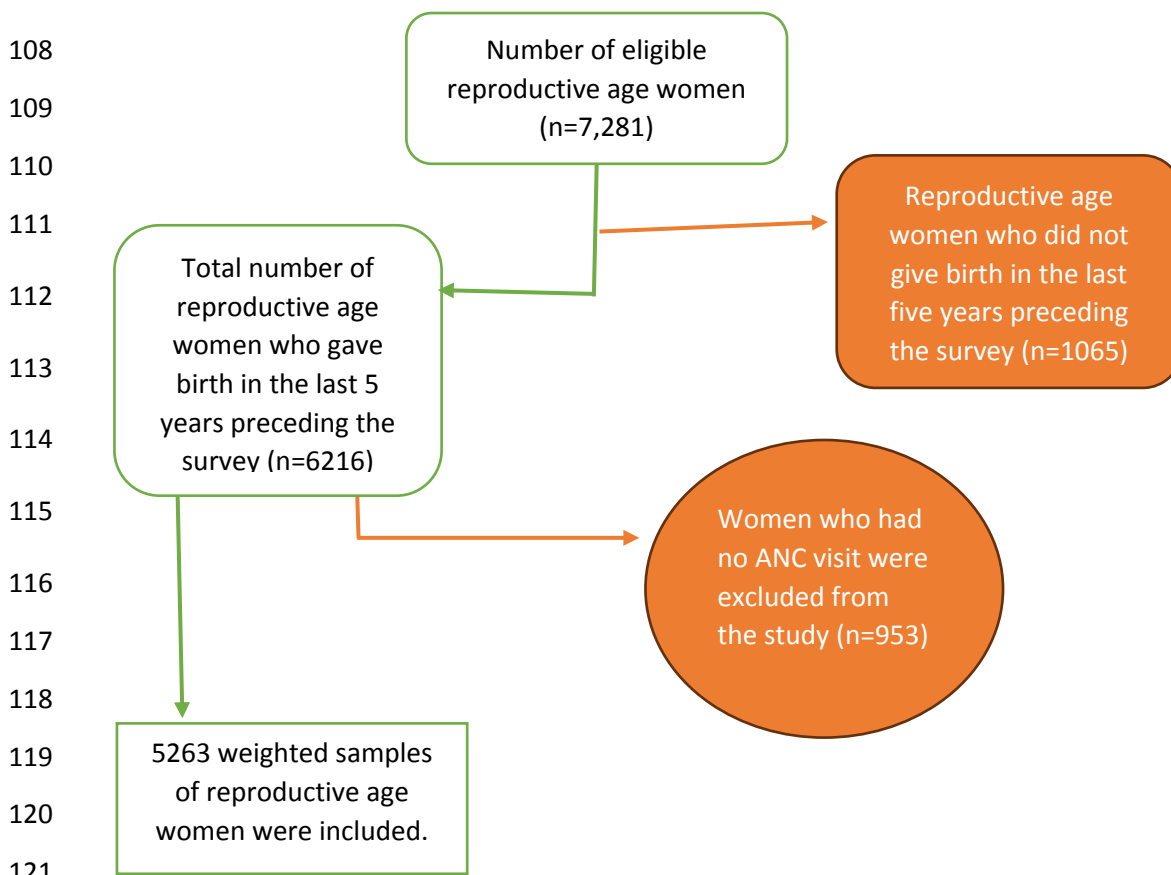 108
109
110
111
112
113
114
115
116
117
118
119
120
121
Number of eligible
reproductive age women
(n=7,281)
Reproductive age
women who did not
give birth in the last
five years preceding
the survey (n=1065)
Total number of
reproductive age
women who gave
birth in the last 5
years preceding the
survey (n=6216)
Women who had
no ANC visit were
excluded from
the study (n=953)
5263 weighted samples
of reproductive age
women were included.